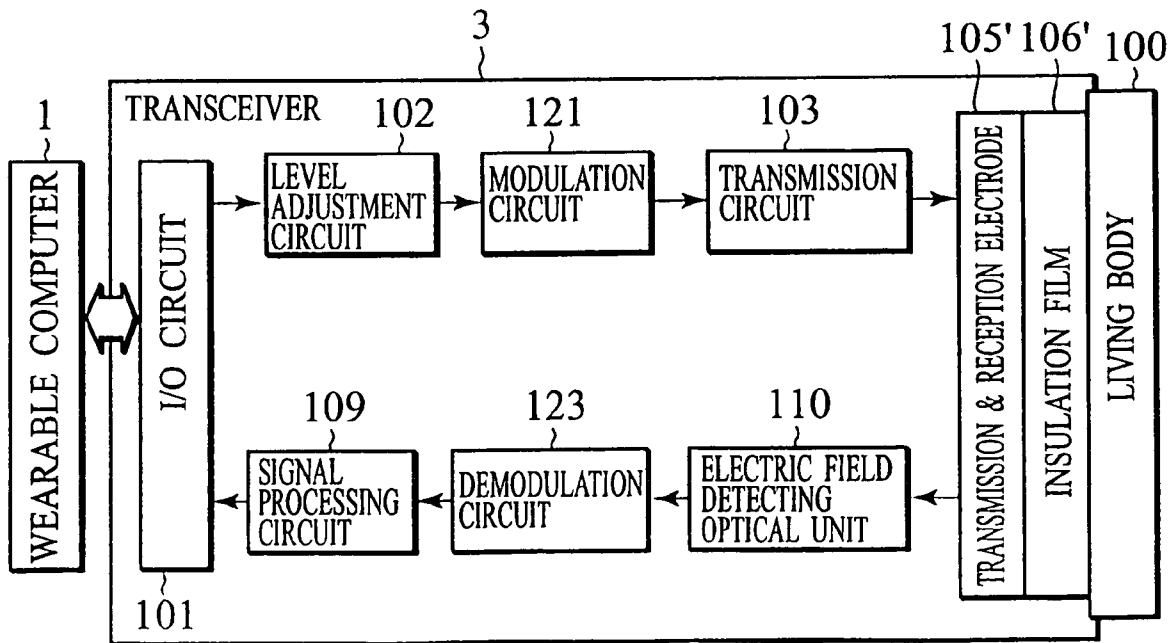 3
105' 106' 100
TRANSCEIVER
1
102
121
103
WEARABLE COMPUTER
I/O CIRCUIT
LEVEL
ADJUSTMENT
CIRCUIT
MODULATION
CIRCUIT
TRANSMISSION
CIRCUIT
TRANSMISSION & RECEPTION ELECTRODE
INSULATION FILM
LIVING BODY
109
123
110
SIGNAL
PROCESSING
CIRCUIT
DEMODULATION
CIRCUIT
ELECTRIC FIELD
DETECTING
OPTICAL UNIT
101